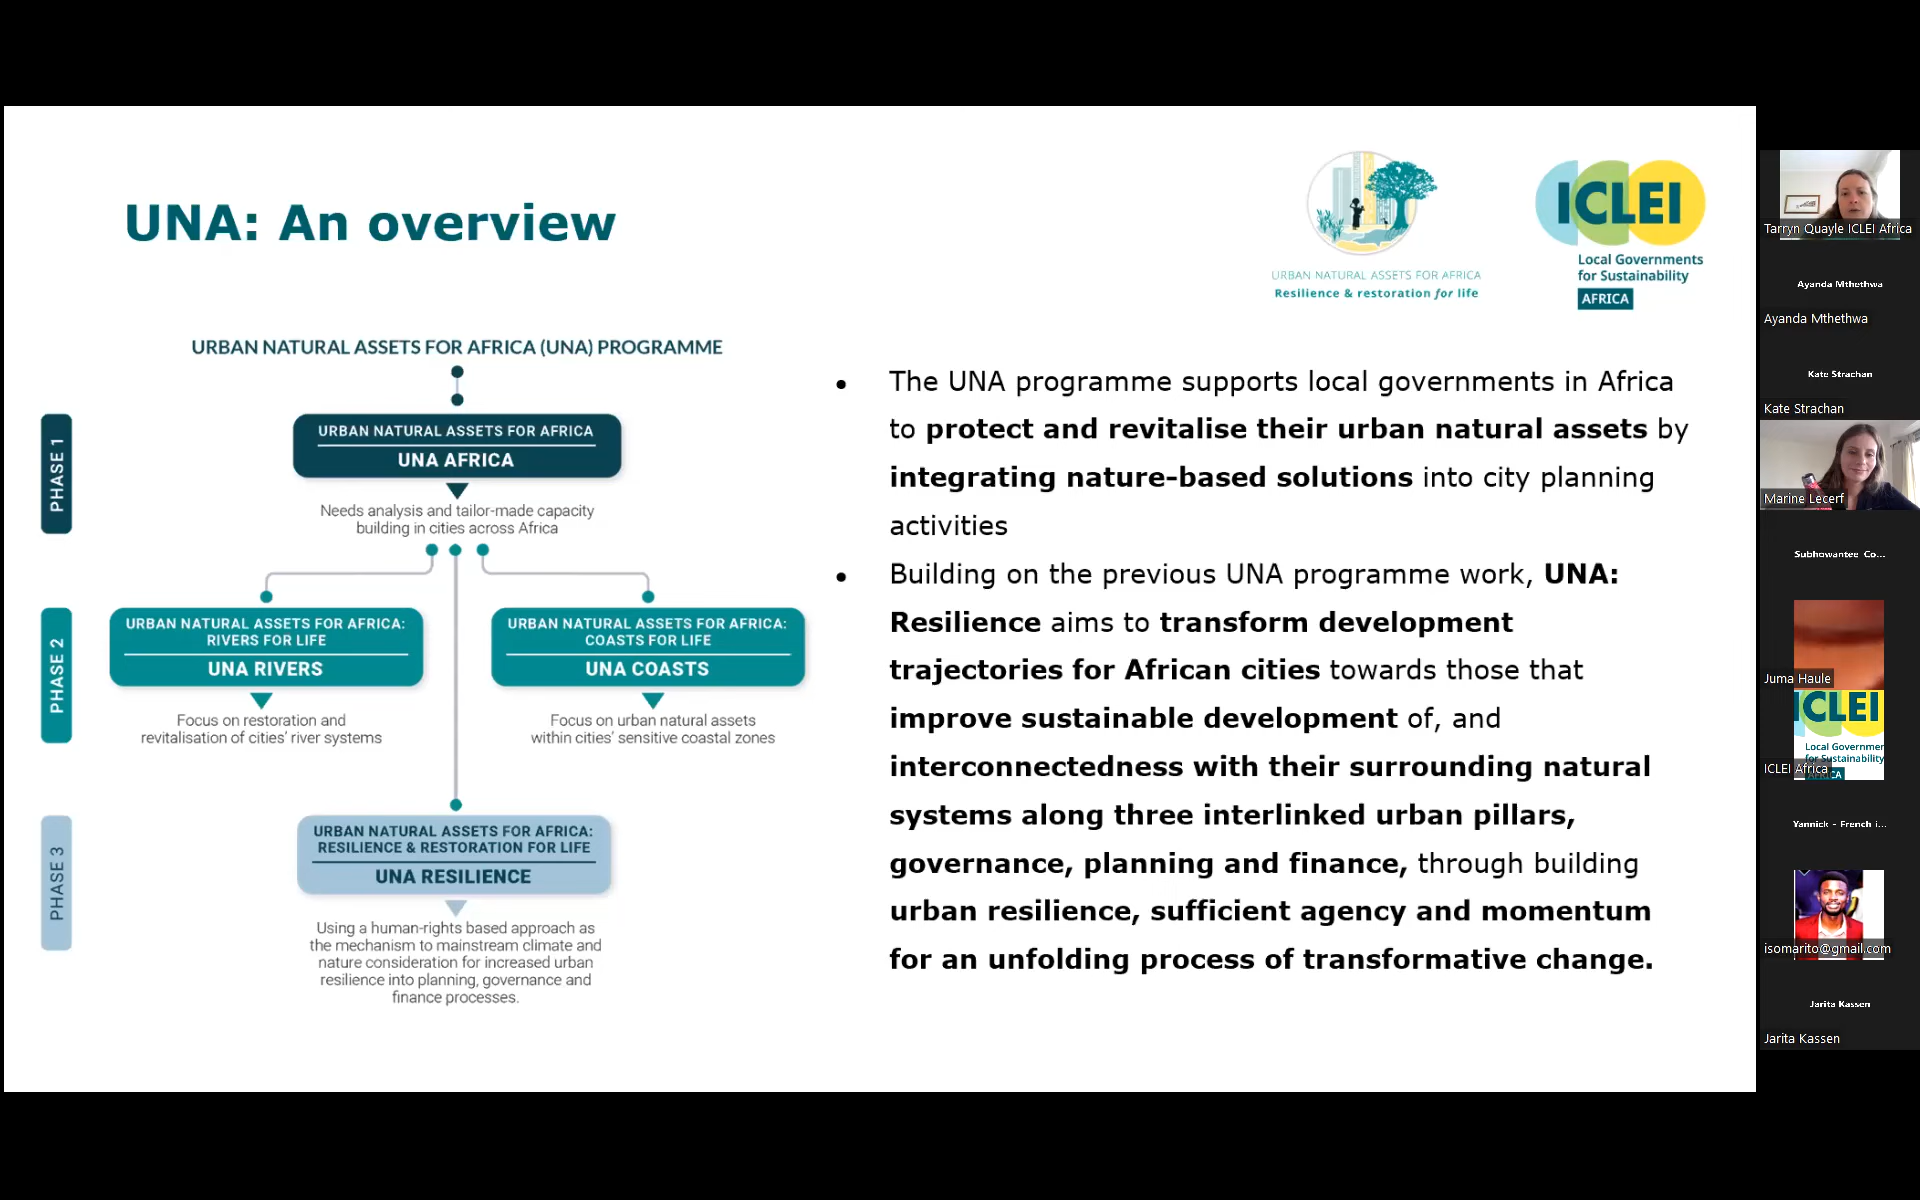 UNA: An overview
URBAN NATURAL ASSETS FOR AFRICA
Resilience & restoration for life
ICLEI
Local Governments
for Sustainability
AFRICA
URBAN NATURAL ASSETS FOR AFRICA (UNA) PROGRAMME
PHASE 1
URBAN NATURAL ASSETS FOR AFRICA
UNA AFRICA
Needs analysis and tailor-made capacity
building in cities across Africa
PHASE 2
URBAN NATURAL ASSETS FOR AFRICA:
RIVERS FOR LIFE
UNA RIVERS
Focus on restoration and
revitalisation of cities' river systems
URBAN NATURAL ASSETS FOR AFRICA:
COASTS FOR LIFE
UNA COASTS
Focus on urban natural assets
within cities' sensitive coastal zones
PHASE 3
URBAN NATURAL ASSETS FOR AFRICA:
RESILIENCE & RESTORATION FOR LIFE
UNA RESILIENCE
Using a human-rights based approach as
the mechanism to mainstream climate and
nature consideration for increased urban
resilience into planning, governance and
finance processes.
• The UNA programme supports local governments in Africa
to protect and revitalise their urban natural assets by
integrating nature-based solutions into city planning
activities
• Building on the previous UNA programme work, UNA:
Resilience aims to transform development
trajectories for African cities towards those that
improve sustainable development of, and
interconnectedness with their surrounding natural
systems along three interlinked urban pillars,
governance, planning and finance, through building
urban resilience, sufficient agency and momentum
for an unfolding process of transformative change.
Tarryn Quayle ICLEI Africa
Ayanda Mthethwa
Ayanda Mthethwa
Kate Strachan
Kate Strachan
Marine Lecerf
Subhowantee Co...
Juma Haule
ICLEI
Local Governmen
for Sustainability
ICLEI Africa
Yannick - French i...
isomarito@gmail.com
Jarita Kassen
Jarita Kassen